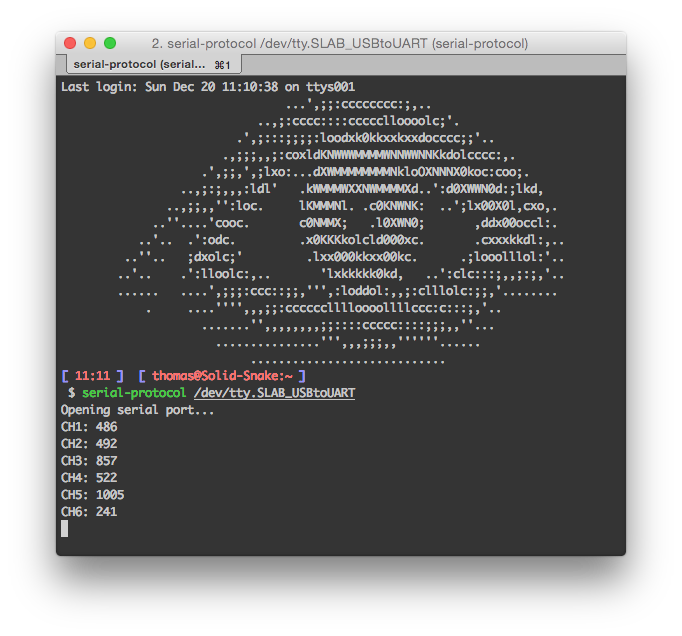 2. serial-protocol /dev/tty.SLAB_USBtoUART (serial-protocol)
serial-protocol (serial... ⌘1
Last login: Sun Dec 20 11:10:38 on ttys001
[ 11:11 ] [ thomas@Solid-Snake:~ ]
$ serial-protocol /dev/tty.SLAB_USBtoUART
Opening serial port...
CH1: 486
CH2: 492
CH3: 857
CH4: 522
CH5: 1005
CH6: 241